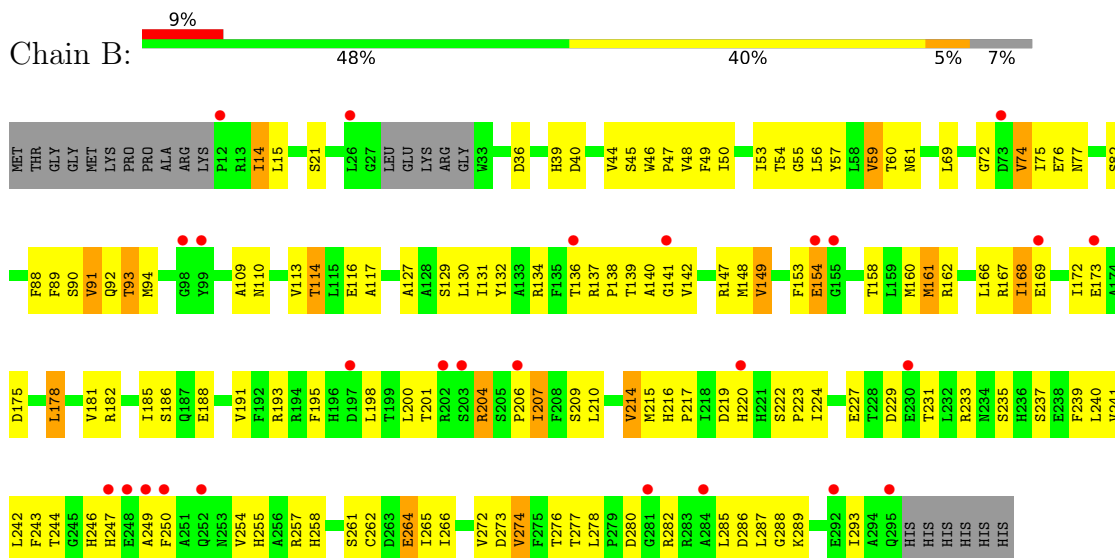 9%
Chain B:
48% 40% 5% 7%
MET THR GLY GLY MET LYS PRO PRO ALA ARG LYS P12 R13 I14 L15 S21 L26 G27 LEU GLU LYS ARG GLY W33 D36 H39 D40 V44 S45 W46 P47 V48 F49 I50 I53 T54 G55 L56 Y57 L58 V59 T60 N61 L69 G72 D73 V74 I75 E76 N77 S82
F88 F89 S90 V91 Q92 T93 M94 G98 Y99 A109 N110 V113 T114 L115 E116 A117 A127 A128 S129 L130 I131 Y132 A133 R134 F135 T136 R137 P138 T139 A140 G141 V142 R147 M148 V149 F153 E154 G155 T158 L159 M160 M161 R162 L166 R167 I168 E169 I172 E173 A174
D175 L178 V181 R182 I185 S186 Q187 E188 V191 F192 R193 R194 F195 H196 D197 L198 T199 L200 T201 R202 S203 R204 S205 P206 I207 F208 S209 L210 V214 M215 H216 P217 I218 D219 H220 H221 S222 P223 I224 E227 T228 D229 E230 T231 L232 R233 N234 S235 H236 S237 E238 F239 L240 V241
L242 F243 T244 G245 H246 H247 E248 A249 F250 A251 Q252 N253 V254 H255 A256 R257 H258 S261 C262 D263 E264 I265 I266 V272 D273 V274 F275 T276 T277 L278 P279 D280 G281 R282 R283 A284 L285 D286 L287 G288 K289 E292 I293 A294 Q295 HIS HIS HIS HIS HIS HIS